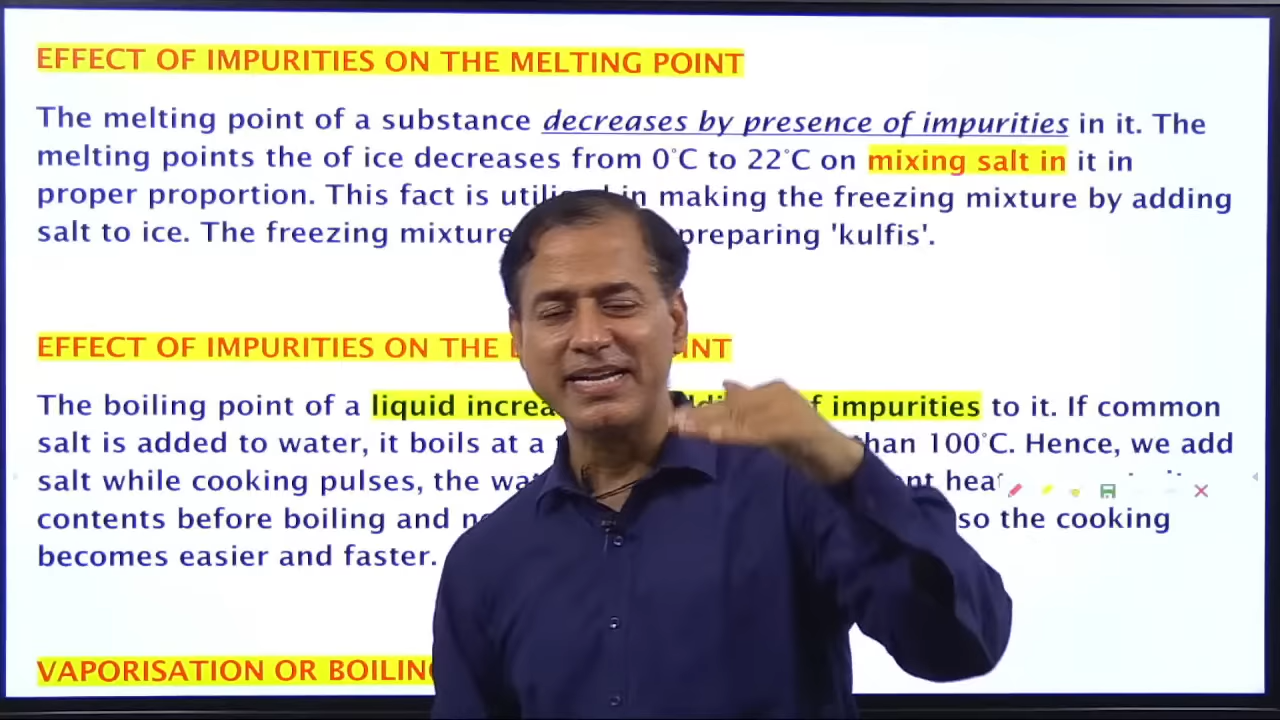 EFFECT OF IMPURITIES ON THE MELTING POINT
The melting point of a substance decreases by presence of impurities in it. The
melting points the of ice decreases from 0°C to 22°C on mixing salt in it in
proper proportion. This fact is in making the freezing mixture by adding
salt to ice. The freezing mixture preparing 'kulfis'.
EFFECT OF IMPURITIES ON THE
The boiling point of a liquid impurities to it. If common
salt is added to water, it boils at a 100°C. Hence, we add
salt while cooking pulses, the
contents before boiling and so the cooking
becomes easier and faster.
VAPORISATION OR